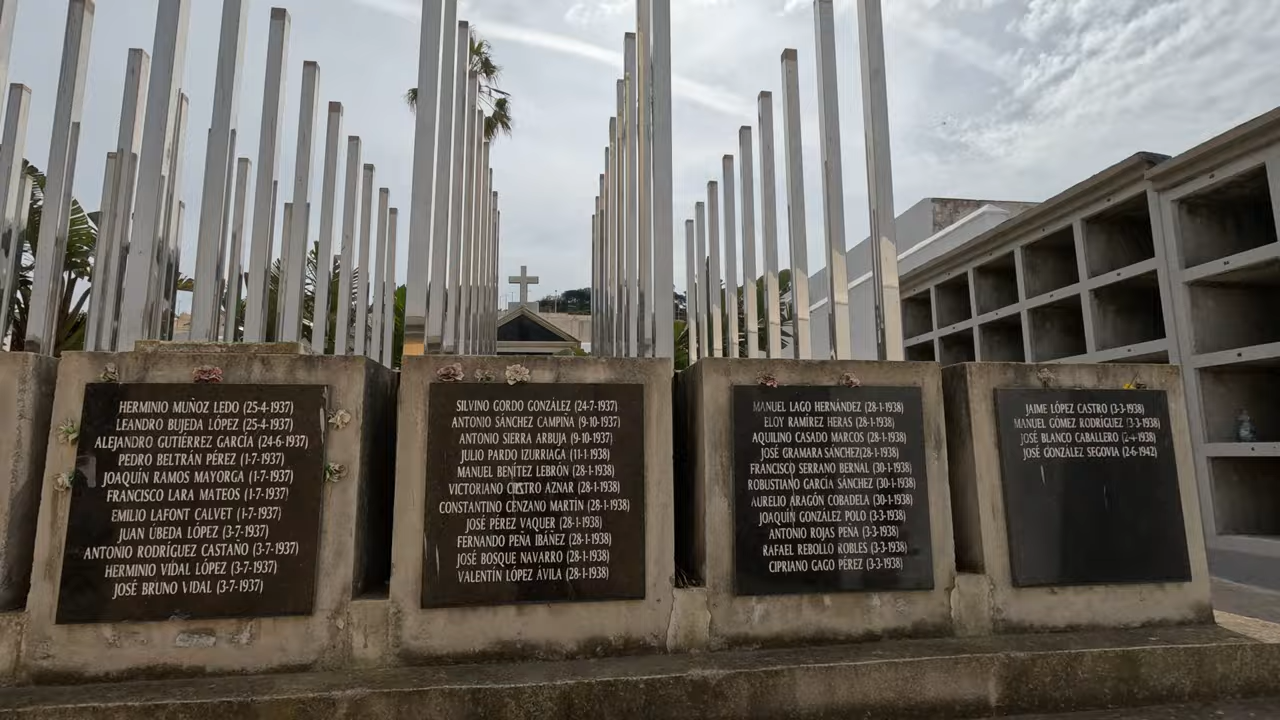 HERMINIO MUÑOZ LEDO (25-4-1937)
LEANDRO BUJEDA LÓPEZ (25-4-1937)
ALEJANDRO GUTIÉRREZ GARCÍA (24-6-1937)
PEDRO BELTRÁN PÉREZ (1-7-1937)
JOAQUÍN RAMOS MAYORGA (1-7-1937)
FRANCISCO LARA MATEOS (1-7-1937)
EMILIO LAFONT CALVET (1-7-1937)
JUAN ÚBEDA LÓPEZ (3-7-1937)
ANTONIO RODRÍGUEZ CASTAÑO (3-7-1937)
HERMINIO VIDAL LÓPEZ (3-7-1937)
JOSÉ BRUNO VIDAL (3-7-1937)
SILVINO GORDO GONZÁLEZ (24-7-1937)
ANTONIO SÁNCHEZ CAMPIÑA (9-10-1937)
ANTONIO SIERRA ARBUJA (9-10-1937)
JULIO PARDO IZURRIAGA (11-1-1938)
MANUEL BENÍTEZ LEBRÓN (28-1-1938)
VICTORIANO CASTRO AZNAR (28-1-1938)
CONSTANTINO CENZANO MARTÍN (28-1-1938)
JOSÉ PÉREZ VAQUER (28-1-1938)
FERNANDO PEÑA IBÁÑEZ (28-1-1938)
JOSÉ BOSQUE NAVARRO (28-1-1938)
VALENTÍN LÓPEZ ÁVILA (28-1-1938)
MANUEL LAGO HERNÁNDEZ (28-1-1938)
ELOY RAMÍREZ HERAS (28-1-1938)
AQUILINO CASADO MARCOS (28-1-1938)
JOSÉ GRAMARA SÁNCHEZ(28-1-1938)
FRANCISCO SERRANO BERNAL (30-1-1938)
ROBUSTIANO GARCÍA SÁNCHEZ (30-1-1938)
AURELIO ARAGÓN COBADELA (30-1-1938)
JOAQUÍN GONZÁLEZ POLO (3-3-1938)
ANTONIO ROJAS PEÑA (3-3-1938)
RAFAEL REBOLLO ROBLES (3-3-1938)
CIPRIANO GAGO PÉREZ (3-3-1938)
JAIME LÓPEZ CASTRO (3-3-1938)
MANUEL GÓMEZ RODRÍGUEZ (3-3-1938)
JOSÉ BLANCO CABALLERO (2-4-1938)
JOSÉ GONZÁLEZ SEGOVIA (2-6-1942)